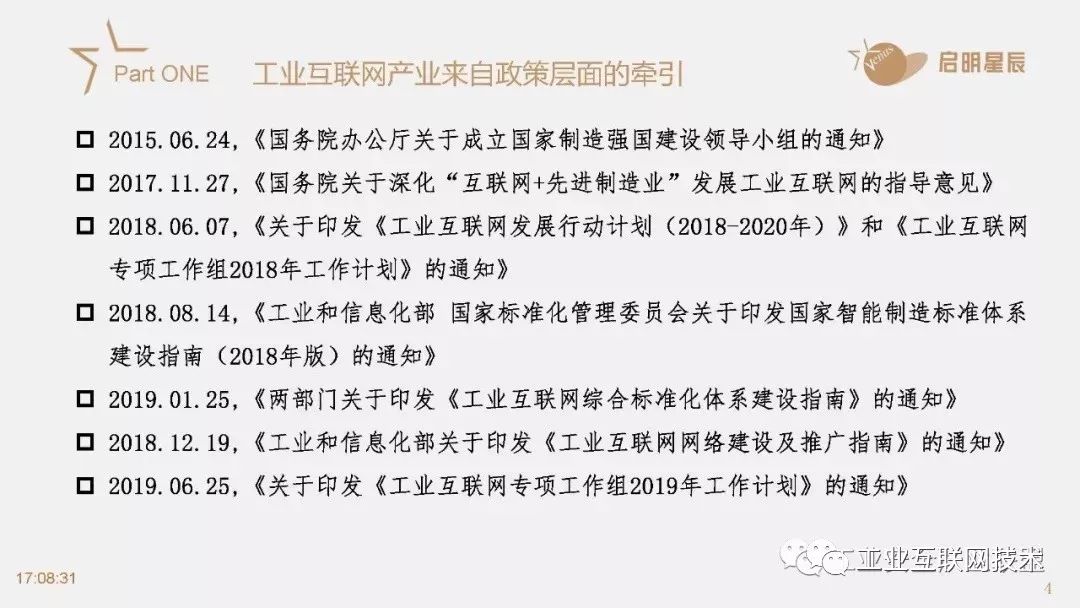 Part ONE
工业互联网产业来自政策层面的牵引
Venus
启明星辰
2015.06.24,《国务院办公厅关于成立国家制造强国建设领导小组的通知》
2017.11.27,《国务院关于深化“互联网+先进制造业”发展工业互联网的指导意见》
2018.06.07,《关于印发《工业互联网发展行动计划（2018-2020年）》和《工业互联网
专项工作组2018年工作计划》的通知》
2018.08.14,《工业和信息化部 国家标准化管理委员会关于印发国家智能制造标准体系
建设指南（2018年版）的通知》
2019.01.25,《两部门关于印发《工业互联网综合标准化体系建设指南》的通知》
2018.12.19,《工业和信息化部关于印发《工业互联网网络建设及推广指南》的通知》
2019.06.25,《关于印发《工业互联网专项工作组2019年工作计划》的通知》
17:08:31
4